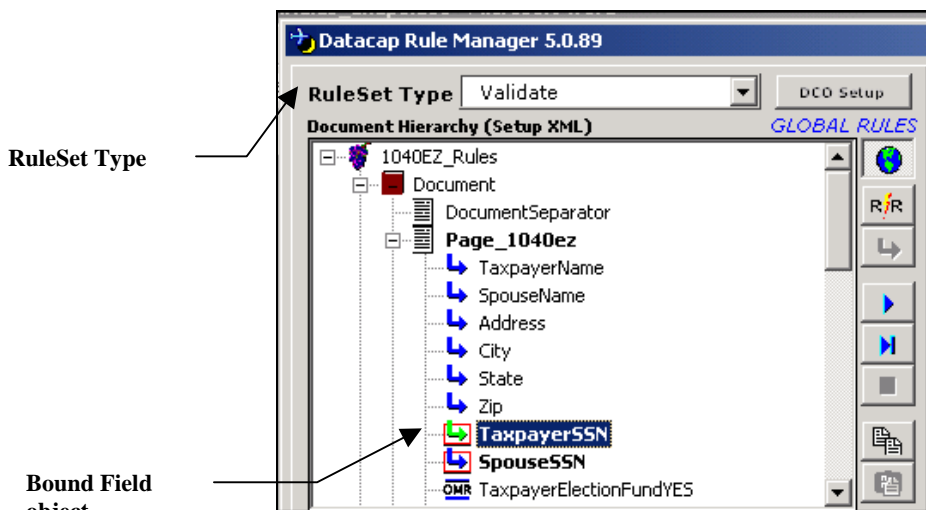 Datacap Rule Manager 5.0.89
RuleSet Type Validate DCO Setup
Document Hierarchy (Setup XML) GLOBAL RULES
RuleSet Type
1040EZ_Rules
Document
DocumentSeparator
R/R
Page_1040ez
TaxpayerName
SpouseName
Address
City
State
Zip
TaxpayerSSN
SpouseSSN
OMR TaxpayerElectionFundYES
Bound Field
object